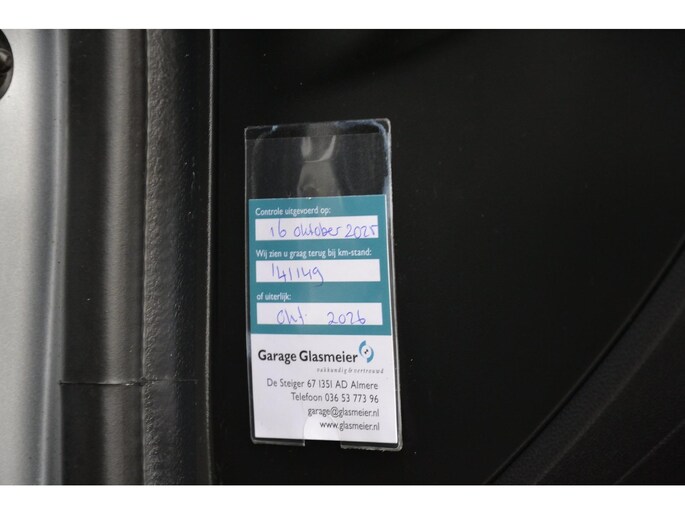 Controle uitgevoerd op:
16 oktober 2025
Wij zien u graag terug bij km-stand:
141149
of uiterlijk:
Okt. 2026
Garage Glasmeier
vakkundig & vertrouwd
De Steiger 67 1351 AD Almere
Telefoon 036 53 773 96
garage@glasmeier.nl
www.glasmeier.nl